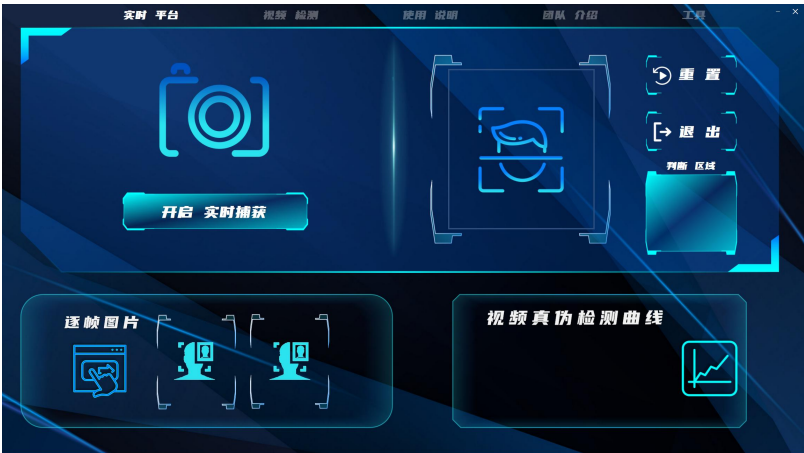 实时 平台 视频 检测 使用 说明 团队 介绍 工具
重 置
退 出
判断 区域
开启 实时捕获
逐帧图片
视频真伪检测曲线